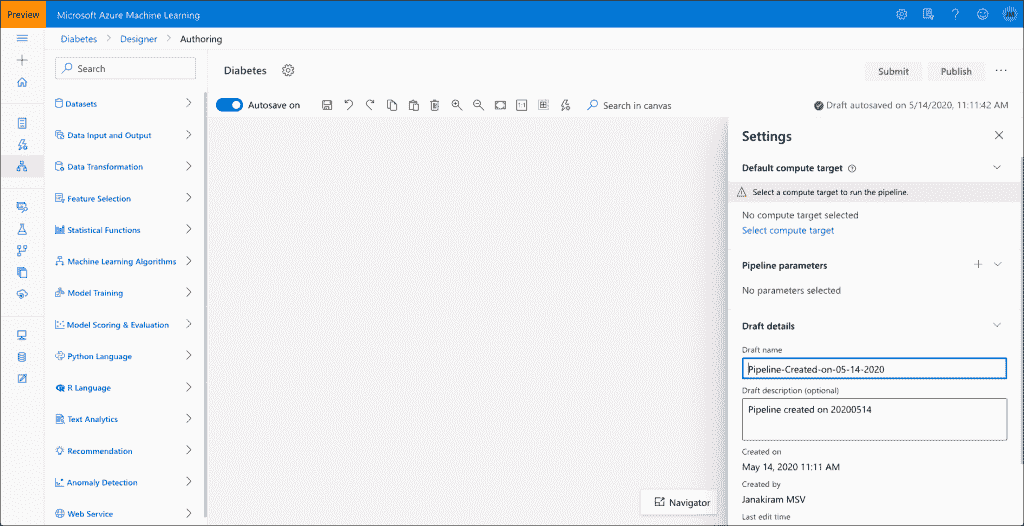 Preview
Microsoft Azure Machine Learning
Diabetes > Designer > Authoring
Search
Datasets
Data Input and Output
Data Transformation
Feature Selection
Statistical Functions
Machine Learning Algorithms
Model Training
Model Scoring & Evaluation
Python Language
R Language
Text Analytics
Recommendation
Anomaly Detection
Web Service
Diabetes
Submit
Publish
Autosave on
Search in canvas
Draft autosaved on 5/14/2020, 11:11:42 AM
Navigator
Settings
Default compute target
Select a compute target to run the pipeline.
No compute target selected
Select compute target
Pipeline parameters
No parameters selected
Draft details
Draft name
Pipeline-Created-on-05-14-2020
Draft description (optional)
Pipeline created on 20200514
Created on
May 14, 2020 11:11 AM
Created by
Janakiram MSV
Last edit time